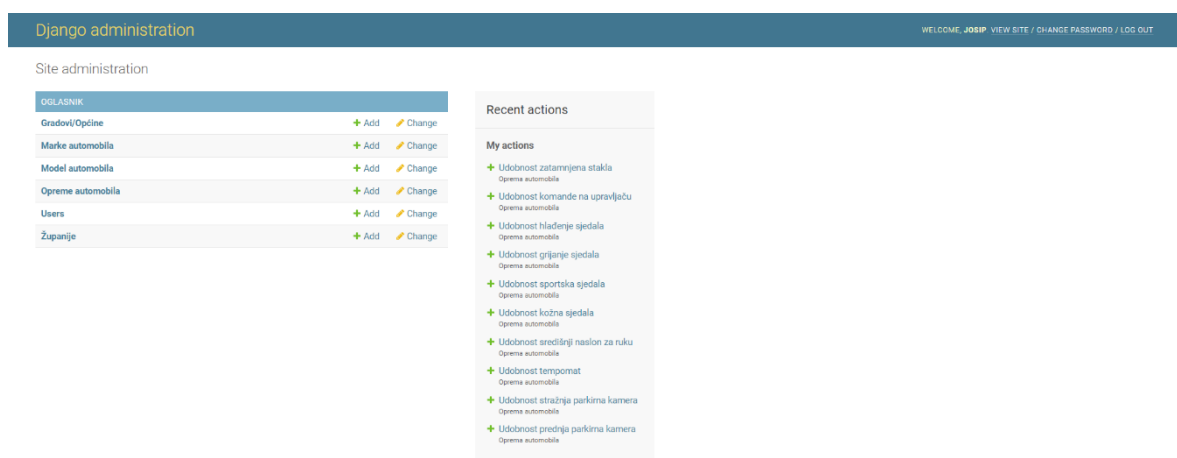 Django administration
WELCOME, JOSIP VIEW SITE / CHANGE PASSWORD / LOG OUT
Site administration
OGLASNIK
Gradovi/Općine + Add Change
Marke automobila + Add Change
Model automobila + Add Change
Opreme automobila + Add Change
Users + Add Change
Županije + Add Change
Recent actions
My actions
+ Udobnost zatamnjena stakla
Oprema automobila
+ Udobnost komande na upravljaču
Oprema automobila
+ Udobnost hlađenje sjedala
Oprema automobila
+ Udobnost grijanje sjedala
Oprema automobila
+ Udobnost sportska sjedala
Oprema automobila
+ Udobnost kožna sjedala
Oprema automobila
+ Udobnost središnji naslon za ruku
Oprema automobila
+ Udobnost tempomat
Oprema automobila
+ Udobnost stražnja parkirna kamera
Oprema automobila
+ Udobnost prednja parkirna kamera
Oprema automobila